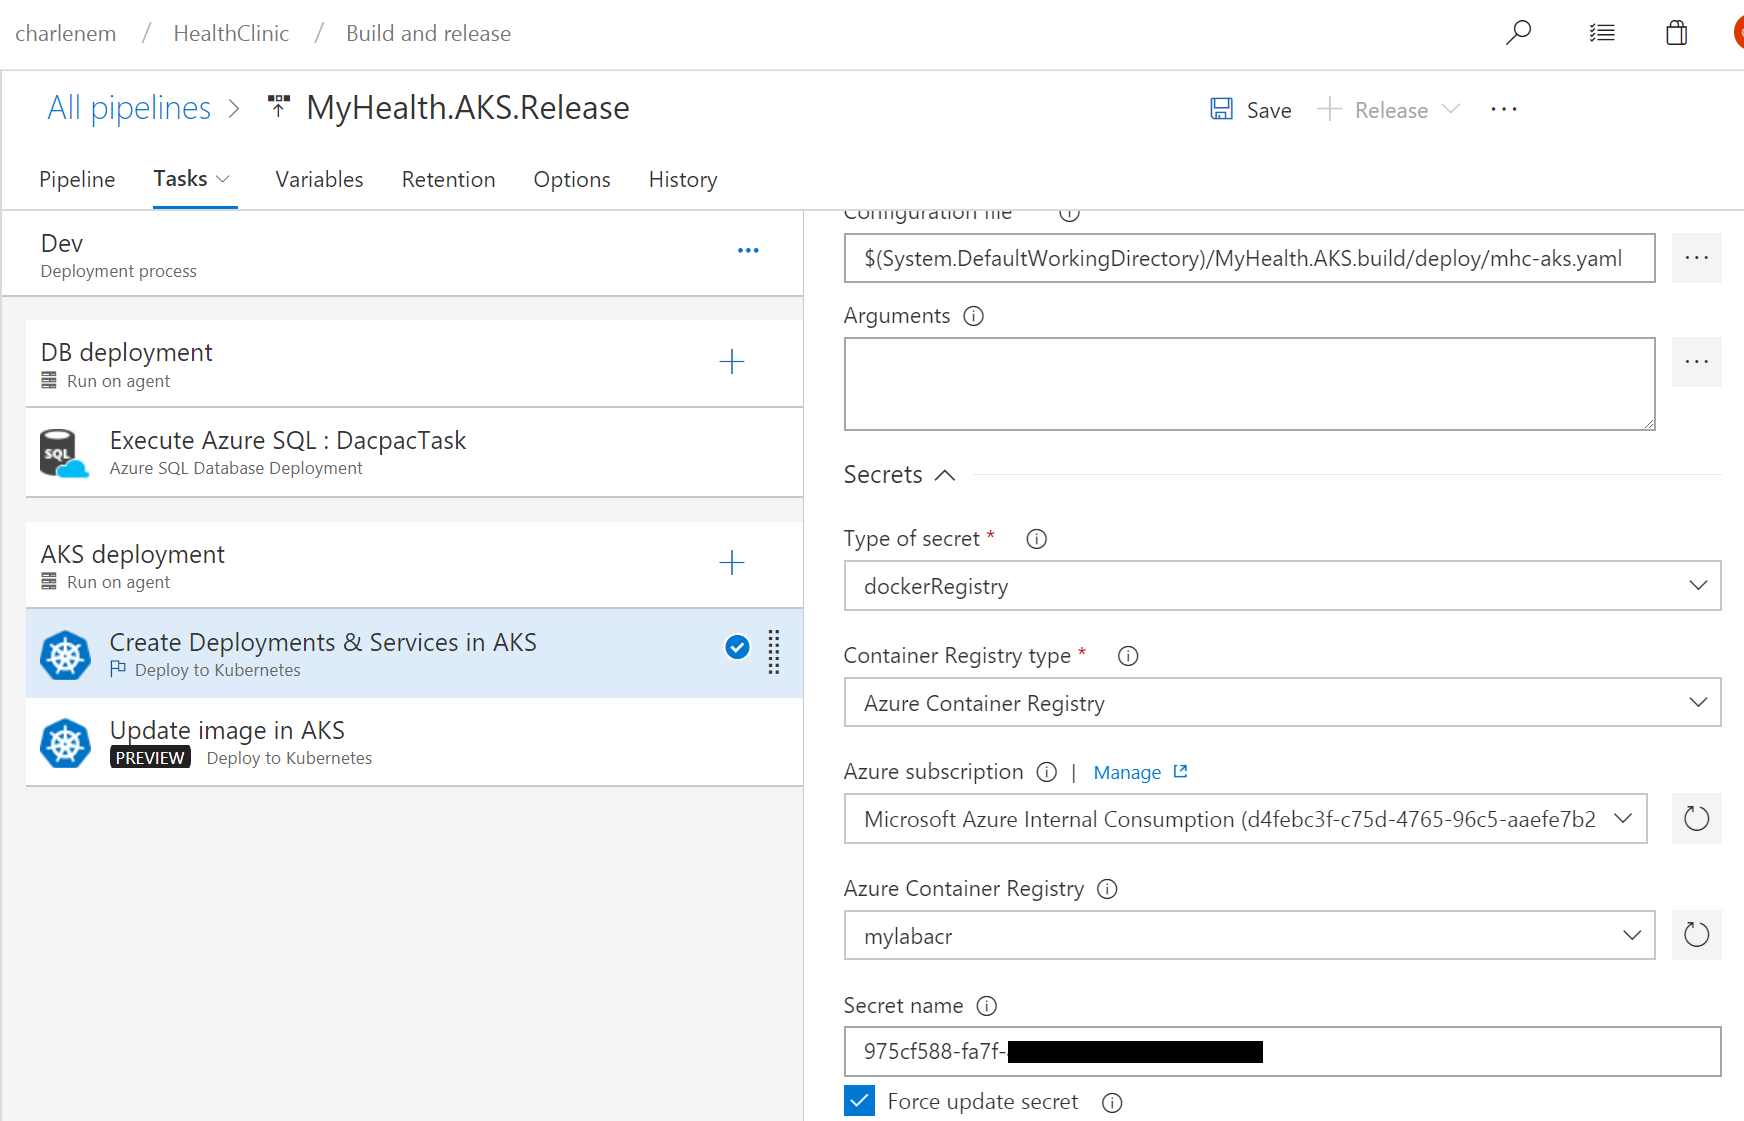 charlenem / HealthClinic / Build and release
All pipelines > MyHealth.AKS.Release
Save
Release
Pipeline
Tasks
Variables
Retention
Options
History
Dev
Deployment process
DB deployment
Run on agent
Execute Azure SQL : DacpacTask
Azure SQL Database Deployment
SQL
AKS deployment
Run on agent
Create Deployments & Services in AKS
Deploy to Kubernetes
Update image in AKS
PREVIEW Deploy to Kubernetes
Configuration file
$(System.DefaultWorkingDirectory)/MyHealth.AKS.build/deploy/mhc-aks.yaml
Arguments
Secrets
Type of secret *
dockerRegistry
Container Registry type *
Azure Container Registry
Azure subscription | Manage
Microsoft Azure Internal Consumption (d4febc3f-c75d-4765-96c5-aaefe7b2
Azure Container Registry
mylabacr
Secret name
975cf588-fa7f-
Force update secret